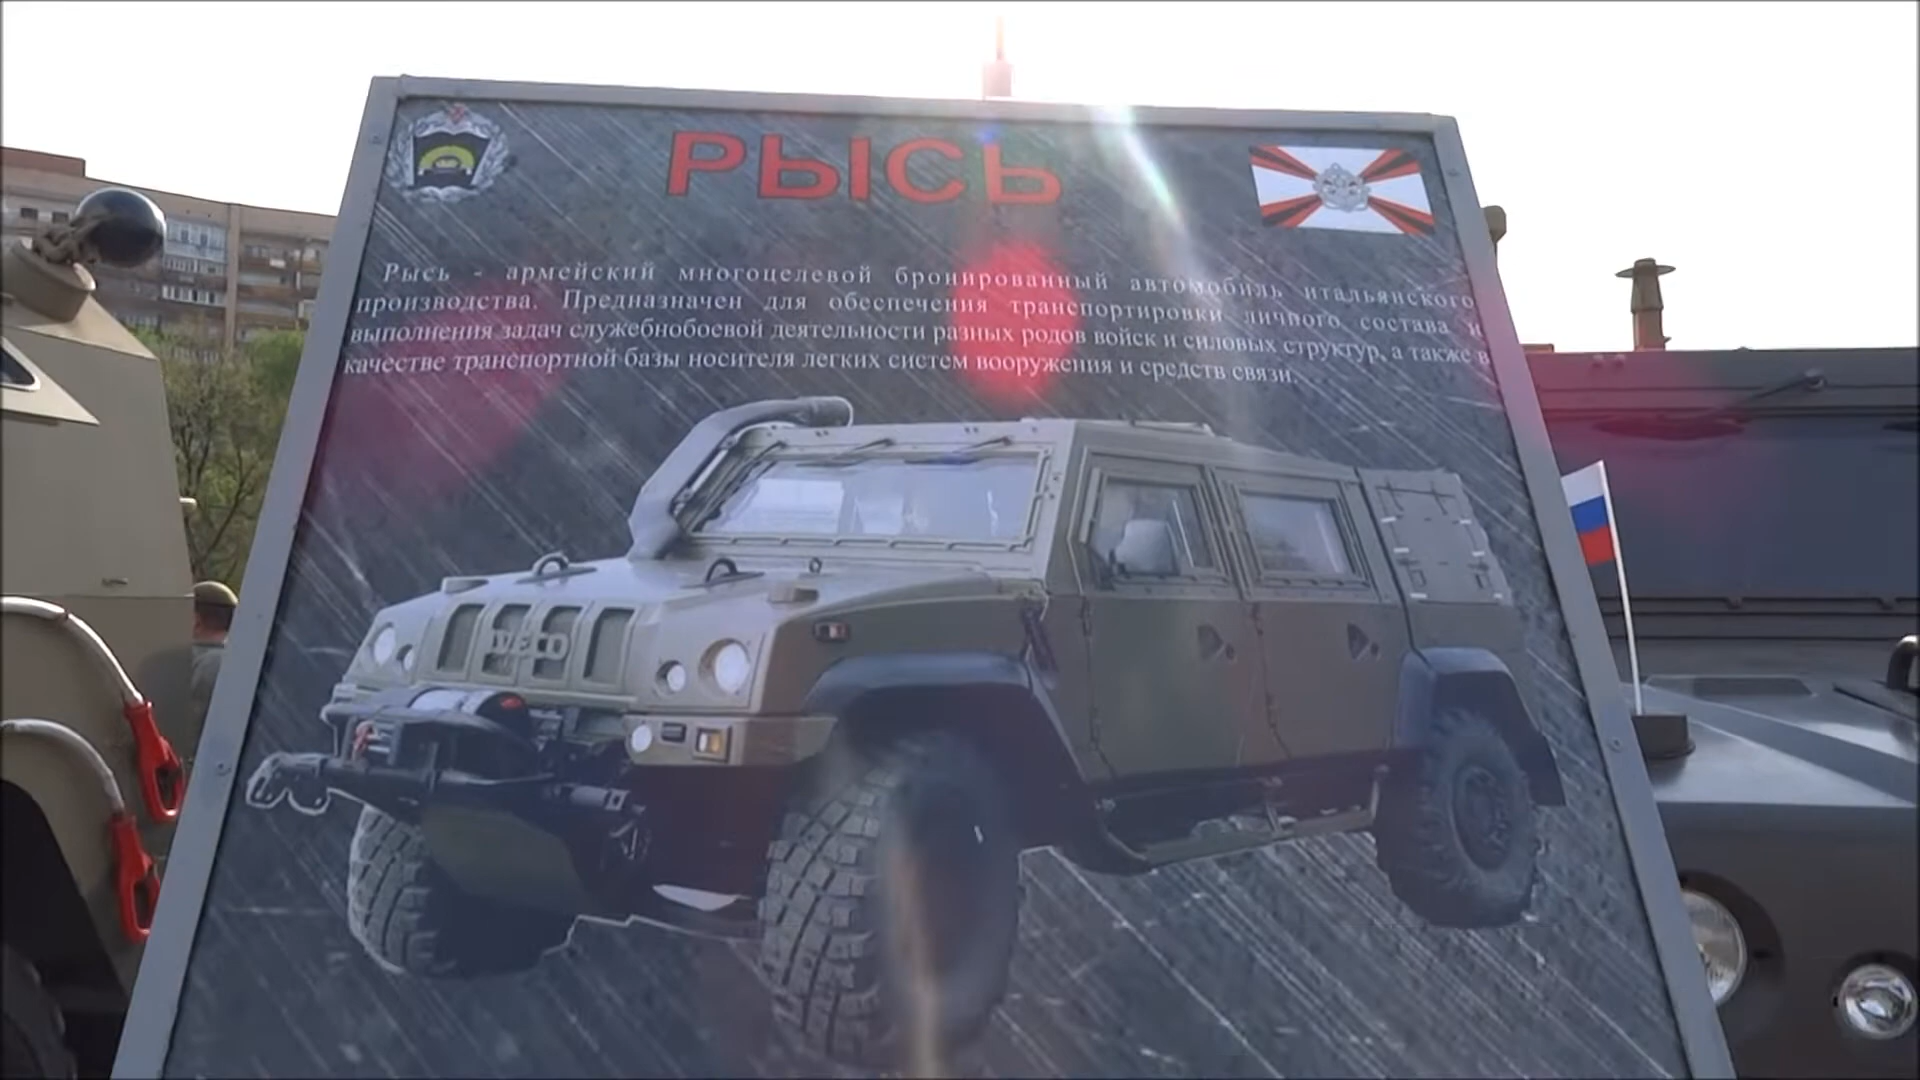 РЫСЬ
Рысь - армейский многоцелевой бронированный автомобиль итальянского
производства. Предназначен для обеспечения транспортировки личного состава и
выполнения задач служебнобоевой деятельности разных родов войск и силовых структур, а также в
качестве транспортной базы носителя легких систем вооружения и средств связи.
IVECO